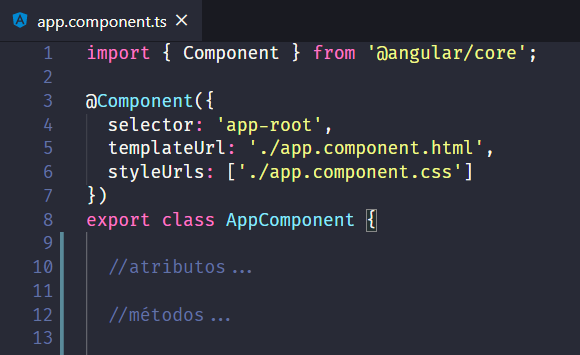 app.component.ts ×
1 import { Component } from '@angular/core';
2
3 @Component({
4 selector: 'app-root',
5 templateUrl: './app.component.html',
6 styleUrls: ['./app.component.css']
7 })
8 export class AppComponent {
9
10 //atributos...
11
12 //métodos...
13